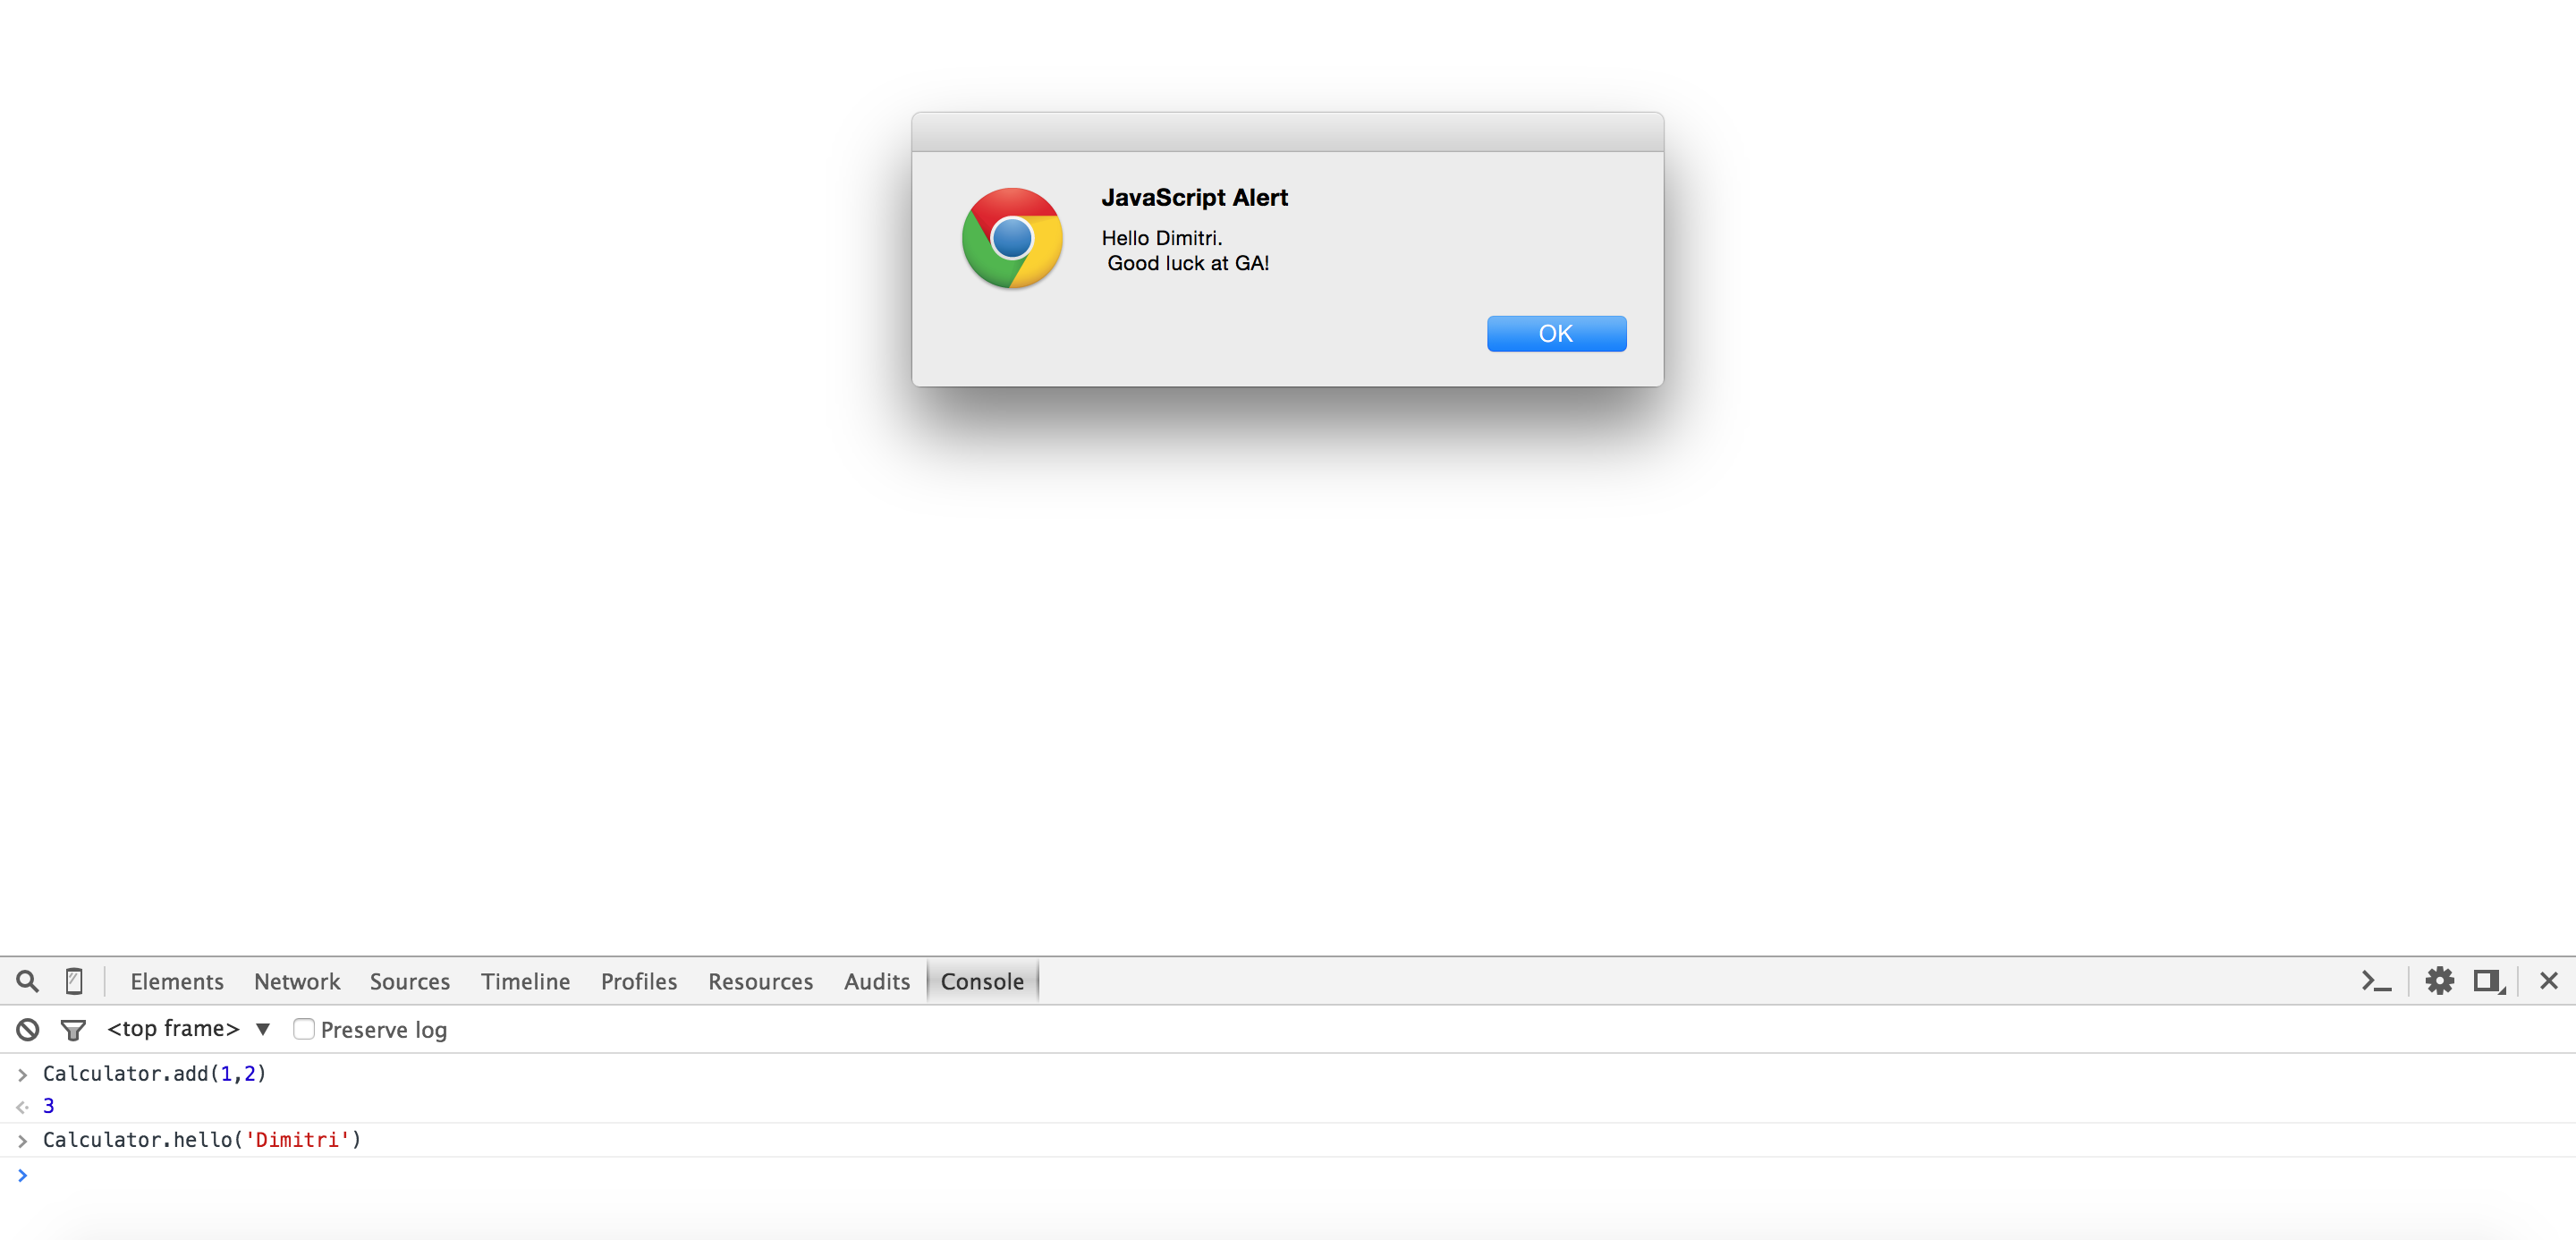 JavaScript Alert
Hello Dimitri.
Good luck at GA!
OK
Elements Network Sources Timeline Profiles Resources Audits Console
<top frame> ▼ Preserve log
> Calculator.add(1,2)
3
> Calculator.hello('Dimitri')
>